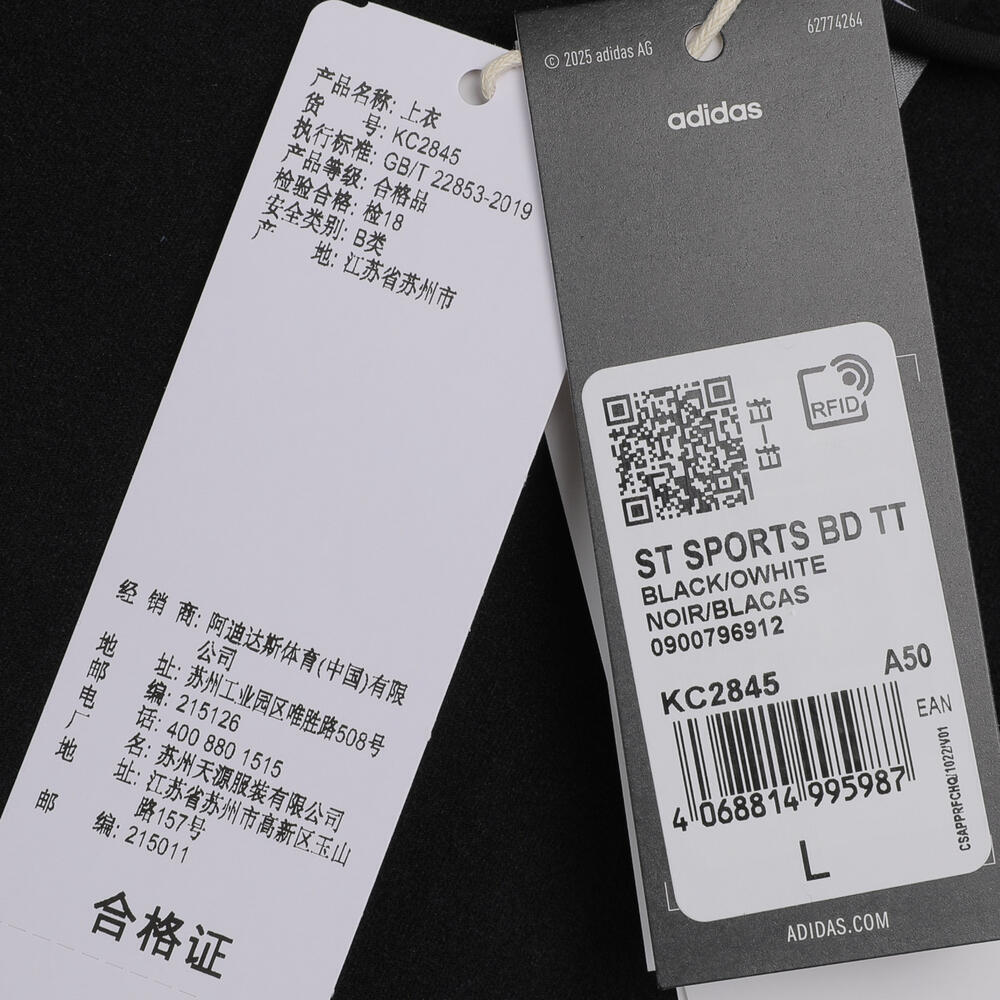 产品名称: 上衣
货 号: KC2845
执行标准: GB/T 22853-2019
产品等级: 合格品
检验合格: 检18
安全类别: B类
产 地: 江苏省苏州市
经 销 商: 阿迪达斯体育(中国)有限
公司
地 址: 苏州工业园区唯胜路508号
邮 编: 215126
电 话: 400 880 1515
厂 名: 苏州天源服装有限公司
地 址: 江苏省苏州市高新区玉山
路157号
邮 编: 215011
合格证
© 2025 adidas AG
62774264
adidas
RFID
ST SPORTS BD TT
BLACK/OWHITE
NOIR/BLACAS
0900796912
KC2845 A50
EAN
4 068814 995987
CSAPPRFCHQ/1022/V01
L
ADIDAS.COM